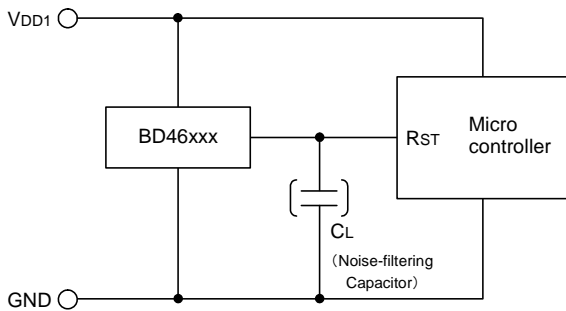 VDD1
BD46xxx
RST
Micro
controller
CL
（Noise-filtering
Capacitor）
GND